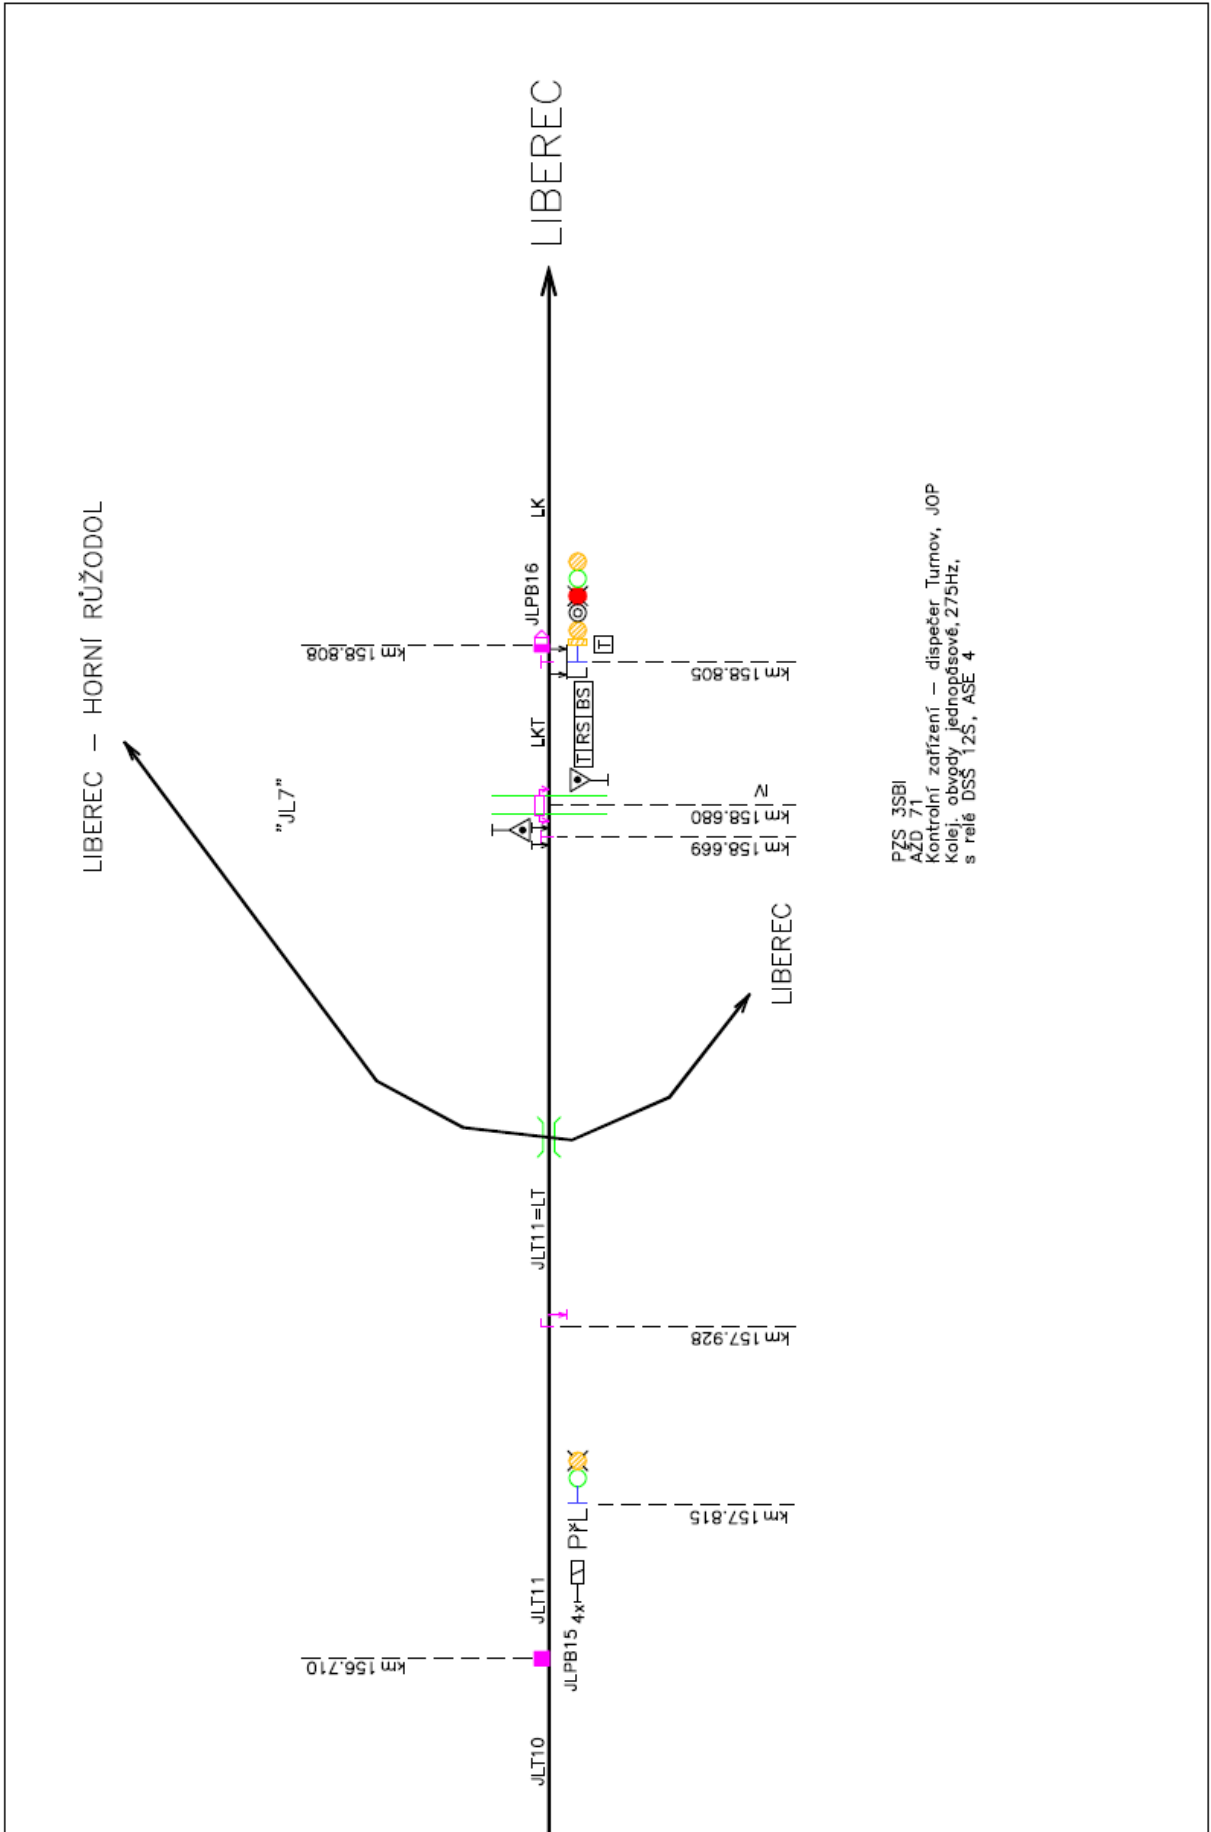 LIBEREC
LIBEREC – HORNÍ RŮŽODOL
LK
JLPB16
km 158.808
T
km 158.805
LKT
T RS BS
L
"JL7"
IV
km 158.680
km 158.669
PZS 3SBI
AŽD 71
Kontrolní zařízení – dispečer Turnov, JOP
Kolej. obvody jednopásové, 275Hz,
s relé DSŠ 12S, ASE 4
LIBEREC
JLT11=LT
km 157.928
PřL
km 157.815
4x
JLT11
JLPB15
km 156.710
JLT10